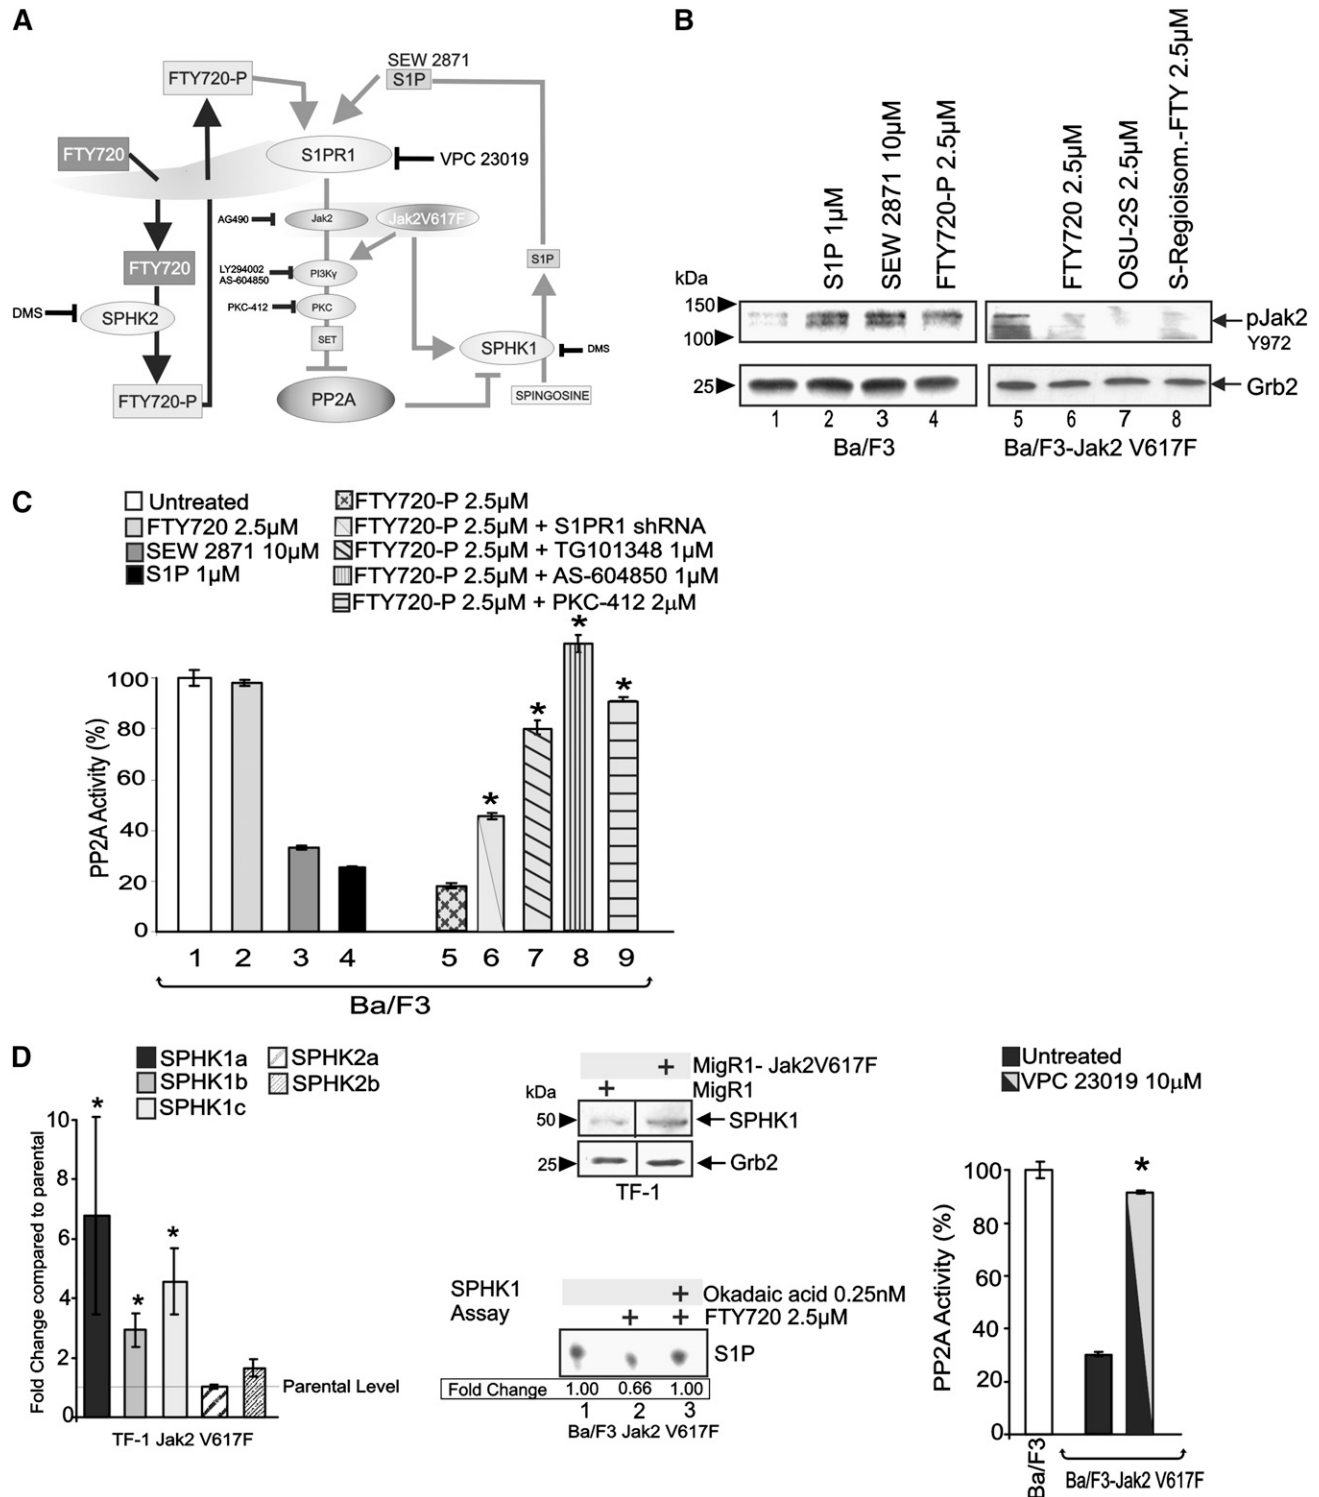 A
SEW 2871
S1P
FTY720-P
FTY720
S1PR1
VPC 23019
AG490
Jak2
Jak2V617F
FTY720
LY294002
AS-604850
PI3Kγ
S1P
DMS
SPHK2
PKC-412
PKC
SET
SPHK1
DMS
FTY720-P
PP2A
SPINGOSINE
B
S1P 1µM
SEW 2871 10µM
FTY720-P 2.5µM
FTY720 2.5µM
OSU-2S 2.5µM
S-Regioisom.-FTY 2.5µM
kDa
150
100
pJak2
Y972
25
Grb2
1 2 3 4 5 6 7 8
Ba/F3 Ba/F3-Jak2 V617F
C
Untreated
FTY720 2.5µM
SEW 2871 10µM
S1P 1µM
FTY720-P 2.5µM
FTY720-P 2.5µM + S1PR1 shRNA
FTY720-P 2.5µM + TG101348 1µM
FTY720-P 2.5µM + AS-604850 1µM
FTY720-P 2.5µM + PKC-412 2µM
PP2A Activity (%)
100
80
60
40
20
0
* * * *
1 2 3 4 5 6 7 8 9
Ba/F3
D
SPHK1a
SPHK1b
SPHK1c
SPHK2a
SPHK2b
Fold Change compared to parental
10
8
6
4
2
0
* * *
Parental Level
TF-1 Jak2 V617F
+ MigR1- Jak2V617F
kDa + MigR1
50 SPHK1
25 Grb2
TF-1
SPHK1
Assay
+ Okadaic acid 0.25nM
+ + FTY720 2.5µM
S1P
Fold Change 1.00 0.66 1.00
1 2 3
Ba/F3 Jak2 V617F
Untreated
VPC 23019 10µM
PP2A Activity (%)
100
80
60
40
20
0
*
Ba/F3
Ba/F3-Jak2 V617F